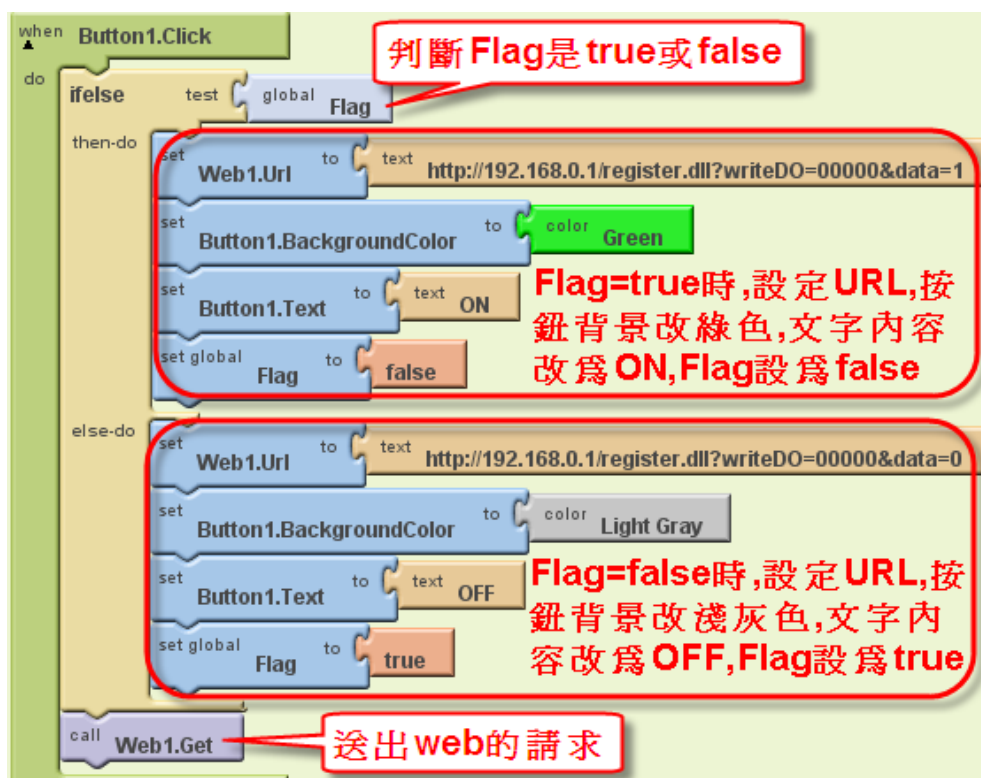 when Button1.Click
判斷Flag是true或false
do
ifelse test global Flag
then-do
set Web1.Url to text http://192.168.0.1/register.dll?writeDO=00000&data=1
set Button1.BackgroundColor to color Green
set Button1.Text to text ON
Flag=true時,設定URL,按
鈕背景改綠色,文字內容
改爲ON,Flag設爲false
set global Flag to false
else-do
set Web1.Url to text http://192.168.0.1/register.dll?writeDO=00000&data=0
set Button1.BackgroundColor to color Light Gray
set Button1.Text to text OFF
Flag=false時,設定URL,按
鈕背景改淺灰色,文字內
容改爲OFF,Flag設爲true
set global Flag to true
call Web1.Get
送出web的請求